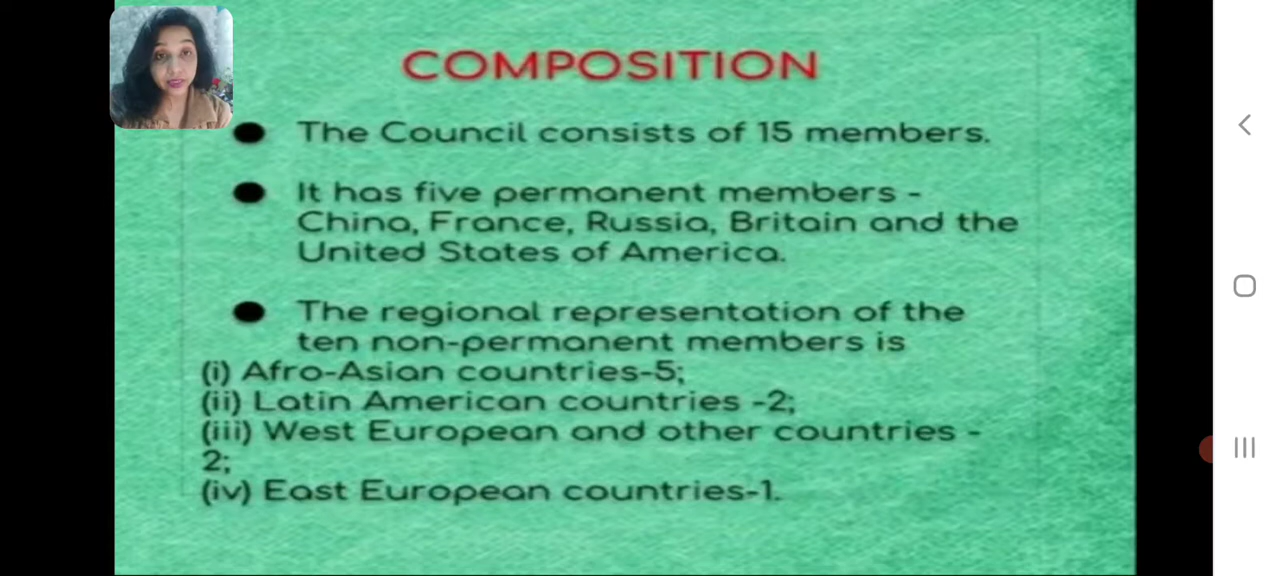 COMPOSITION
The Council consists of 15 members.
It has five permanent members -
China, France, Russia, Britain and the
United States of America.
The regional representation of the
ten non-permanent members is
(i) Afro-Asian countries-5;
(ii) Latin American countries -2;
(iii) West European and other countries -
2;
(iv) East European countries-1.